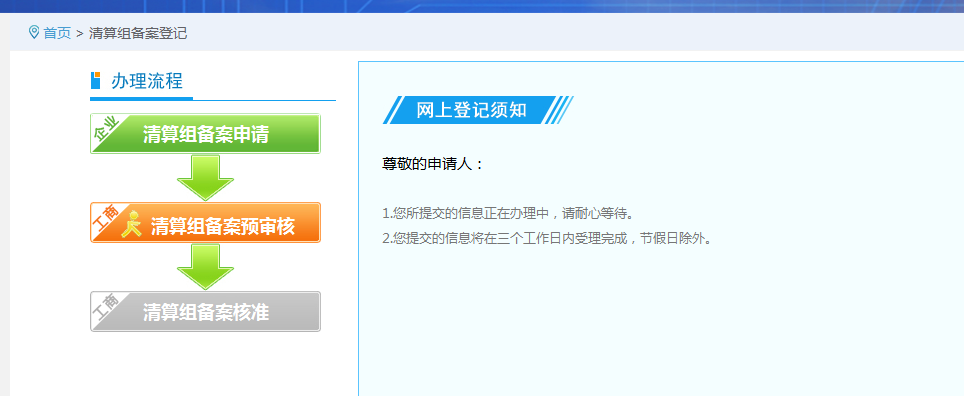 首页 > 清算组备案登记
办理流程
企业
清算组备案申请
工商
清算组备案预审核
工商
清算组备案核准
网上登记须知
尊敬的申请人：
1.您所提交的信息正在办理中，请耐心等待。
2.您提交的信息将在三个工作日内受理完成，节假日除外。